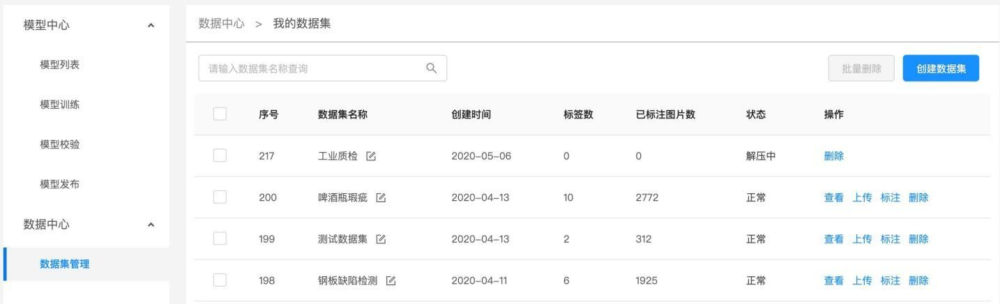 模型中心
模型列表
模型训练
模型校验
模型发布
数据中心
数据集管理
数据中心 > 我的数据集
请输入数据集名称查询 批量删除 创建数据集
序号 数据集名称 创建时间 标签数 已标注图片数 状态 操作
217 工业质检 2020-05-06 0 0 解压中 删除
200 啤酒瓶瑕疵 2020-04-13 10 2772 正常 查看 上传 标注 删除
199 测试数据集 2020-04-13 2 312 正常 查看 上传 标注 删除
198 钢板缺陷检测 2020-04-11 6 1925 正常 查看 上传 标注 删除